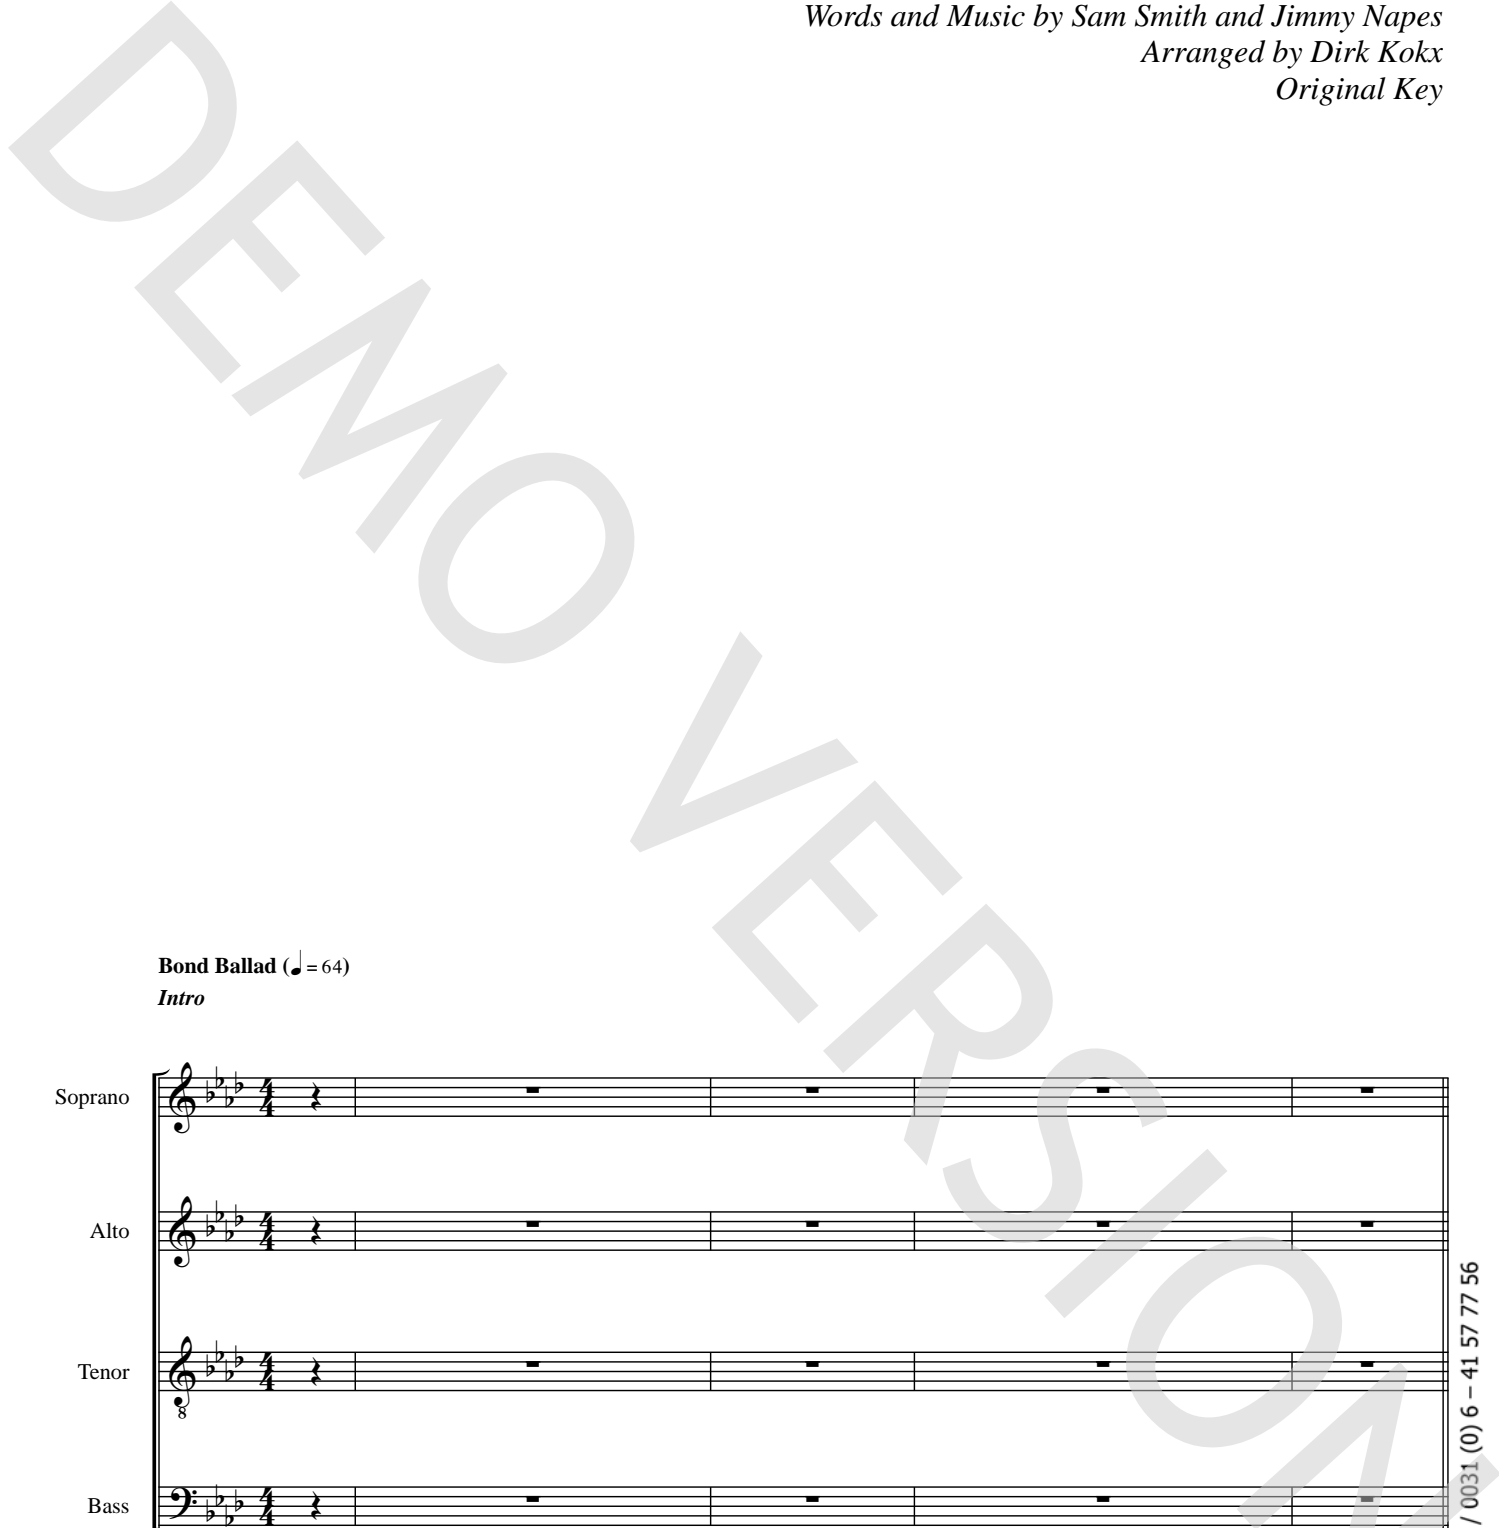 Words and Music by Sam Smith and Jimmy Napes
Arranged by Dirk Kokx
Original Key
DEMO VERSION
Bond Ballad (♩ = 64)
Intro
Soprano
Alto
Tenor
8
Bass
/ 0031 (0) 6 – 41 57 77 56